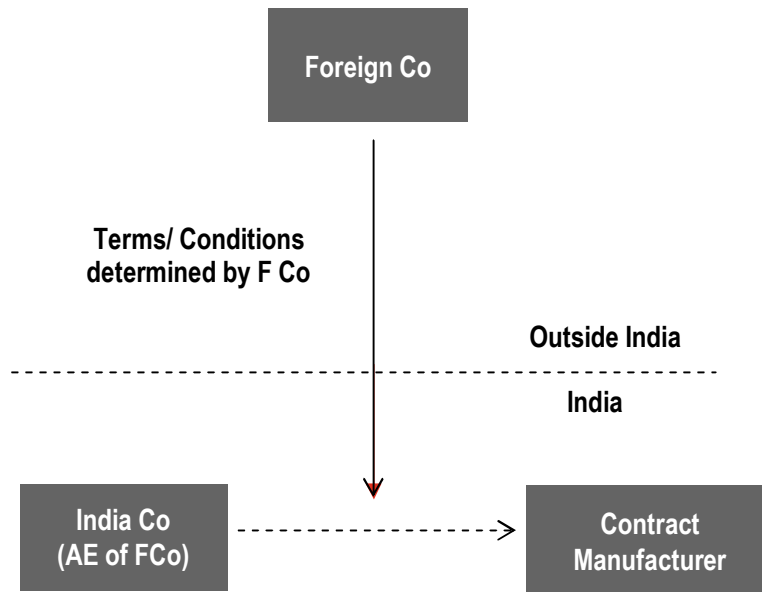 Foreign Co
Terms/ Conditions
determined by F Co
Outside India
India
India Co
(AE of FCo)
Contract
Manufacturer